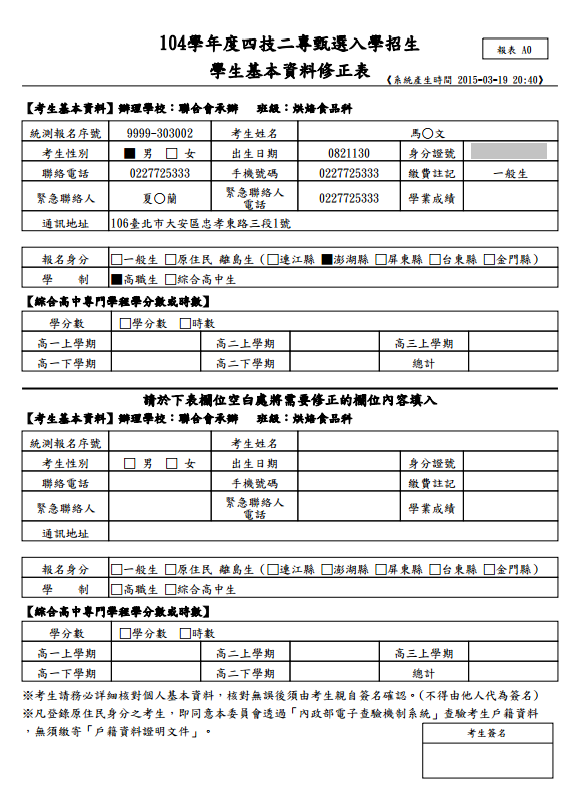 104學年度四技二專甄選入學招生
報表 A0
學生基本資料修正表
《系統產生時間 2015-03-19 20:40》
【考生基本資料】辦理學校：聯合會承辦 班級：烘焙食品科
統測報名序號 9999-303002 考生姓名 馬○文
考生性別 ■ 男 □ 女 出生日期 0821130 身分證號
聯絡電話 0227725333 手機號碼 0227725333 繳費註記 一般生
緊急聯絡人 夏○蘭 緊急聯絡人電話 0227725333 學業成績
通訊地址 106臺北市大安區忠孝東路三段1號
報名身分 □一般生 □原住民 離島生（□連江縣 ■澎湖縣 □屏東縣 □台東縣 □金門縣）
學 制 ■高職生 □綜合高中生
【綜合高中專門學程學分數或時數】
學分數 □學分數 □時數
高一上學期 高二上學期 高三上學期
高一下學期 高二下學期 總計
請於下表欄位空白處將需要修正的欄位內容填入
【考生基本資料】辦理學校：聯合會承辦 班級：烘焙食品科
統測報名序號 考生姓名
考生性別 □ 男 □ 女 出生日期 身分證號
聯絡電話 手機號碼 繳費註記
緊急聯絡人 緊急聯絡人電話 學業成績
通訊地址
報名身分 □一般生 □原住民 離島生（□連江縣 □澎湖縣 □屏東縣 □台東縣 □金門縣）
學 制 □高職生 □綜合高中生
【綜合高中專門學程學分數或時數】
學分數 □學分數 □時數
高一上學期 高二上學期 高三上學期
高一下學期 高二下學期 總計
※考生請務必詳細核對個人基本資料，核對無誤後須由考生親自簽名確認。(不得由他人代為簽名)
※凡登錄原住民身分之考生，即同意本委員會透過「內政部電子查驗機制系統」查驗考生戶籍資料
，無須繳寄「戶籍資料證明文件」。
考生簽名